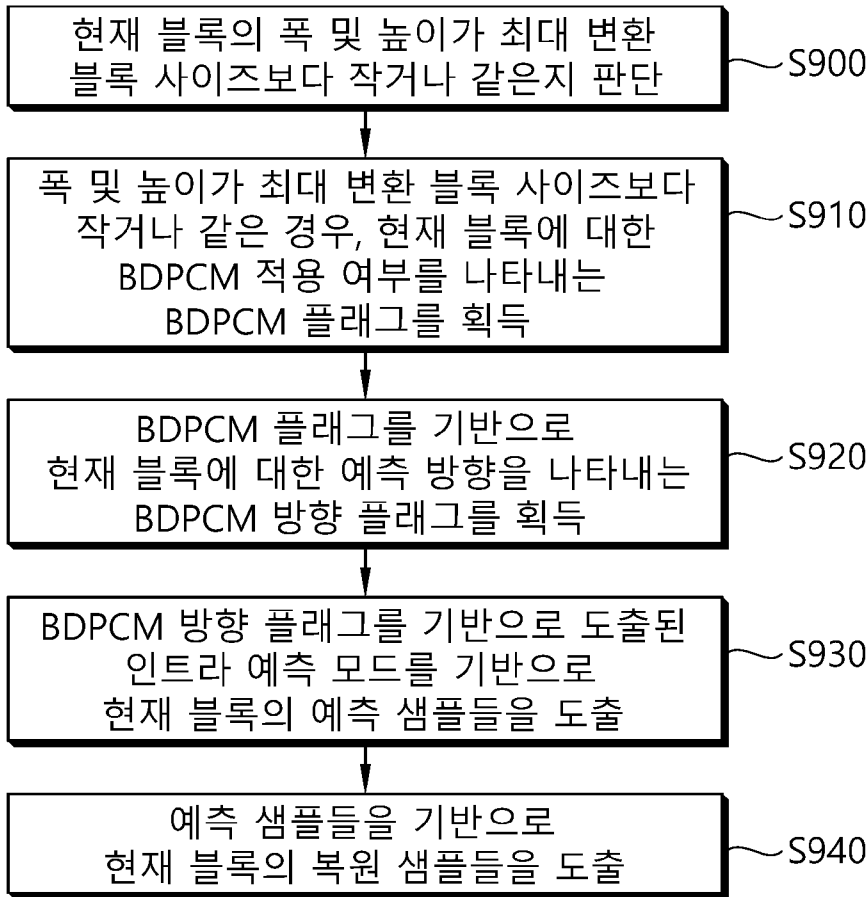 현재 블록의 폭 및 높이가 최대 변환
블록 사이즈보다 작거나 같은지 판단
S900
폭 및 높이가 최대 변환 블록 사이즈보다
작거나 같은 경우, 현재 블록에 대한
BDPCM 적용 여부를 나타내는
BDPCM 플래그를 획득
S910
BDPCM 플래그를 기반으로
현재 블록에 대한 예측 방향을 나타내는
BDPCM 방향 플래그를 획득
S920
BDPCM 방향 플래그를 기반으로 도출된
인트라 예측 모드를 기반으로
현재 블록의 예측 샘플들을 도출
S930
예측 샘플들을 기반으로
현재 블록의 복원 샘플들을 도출
S940